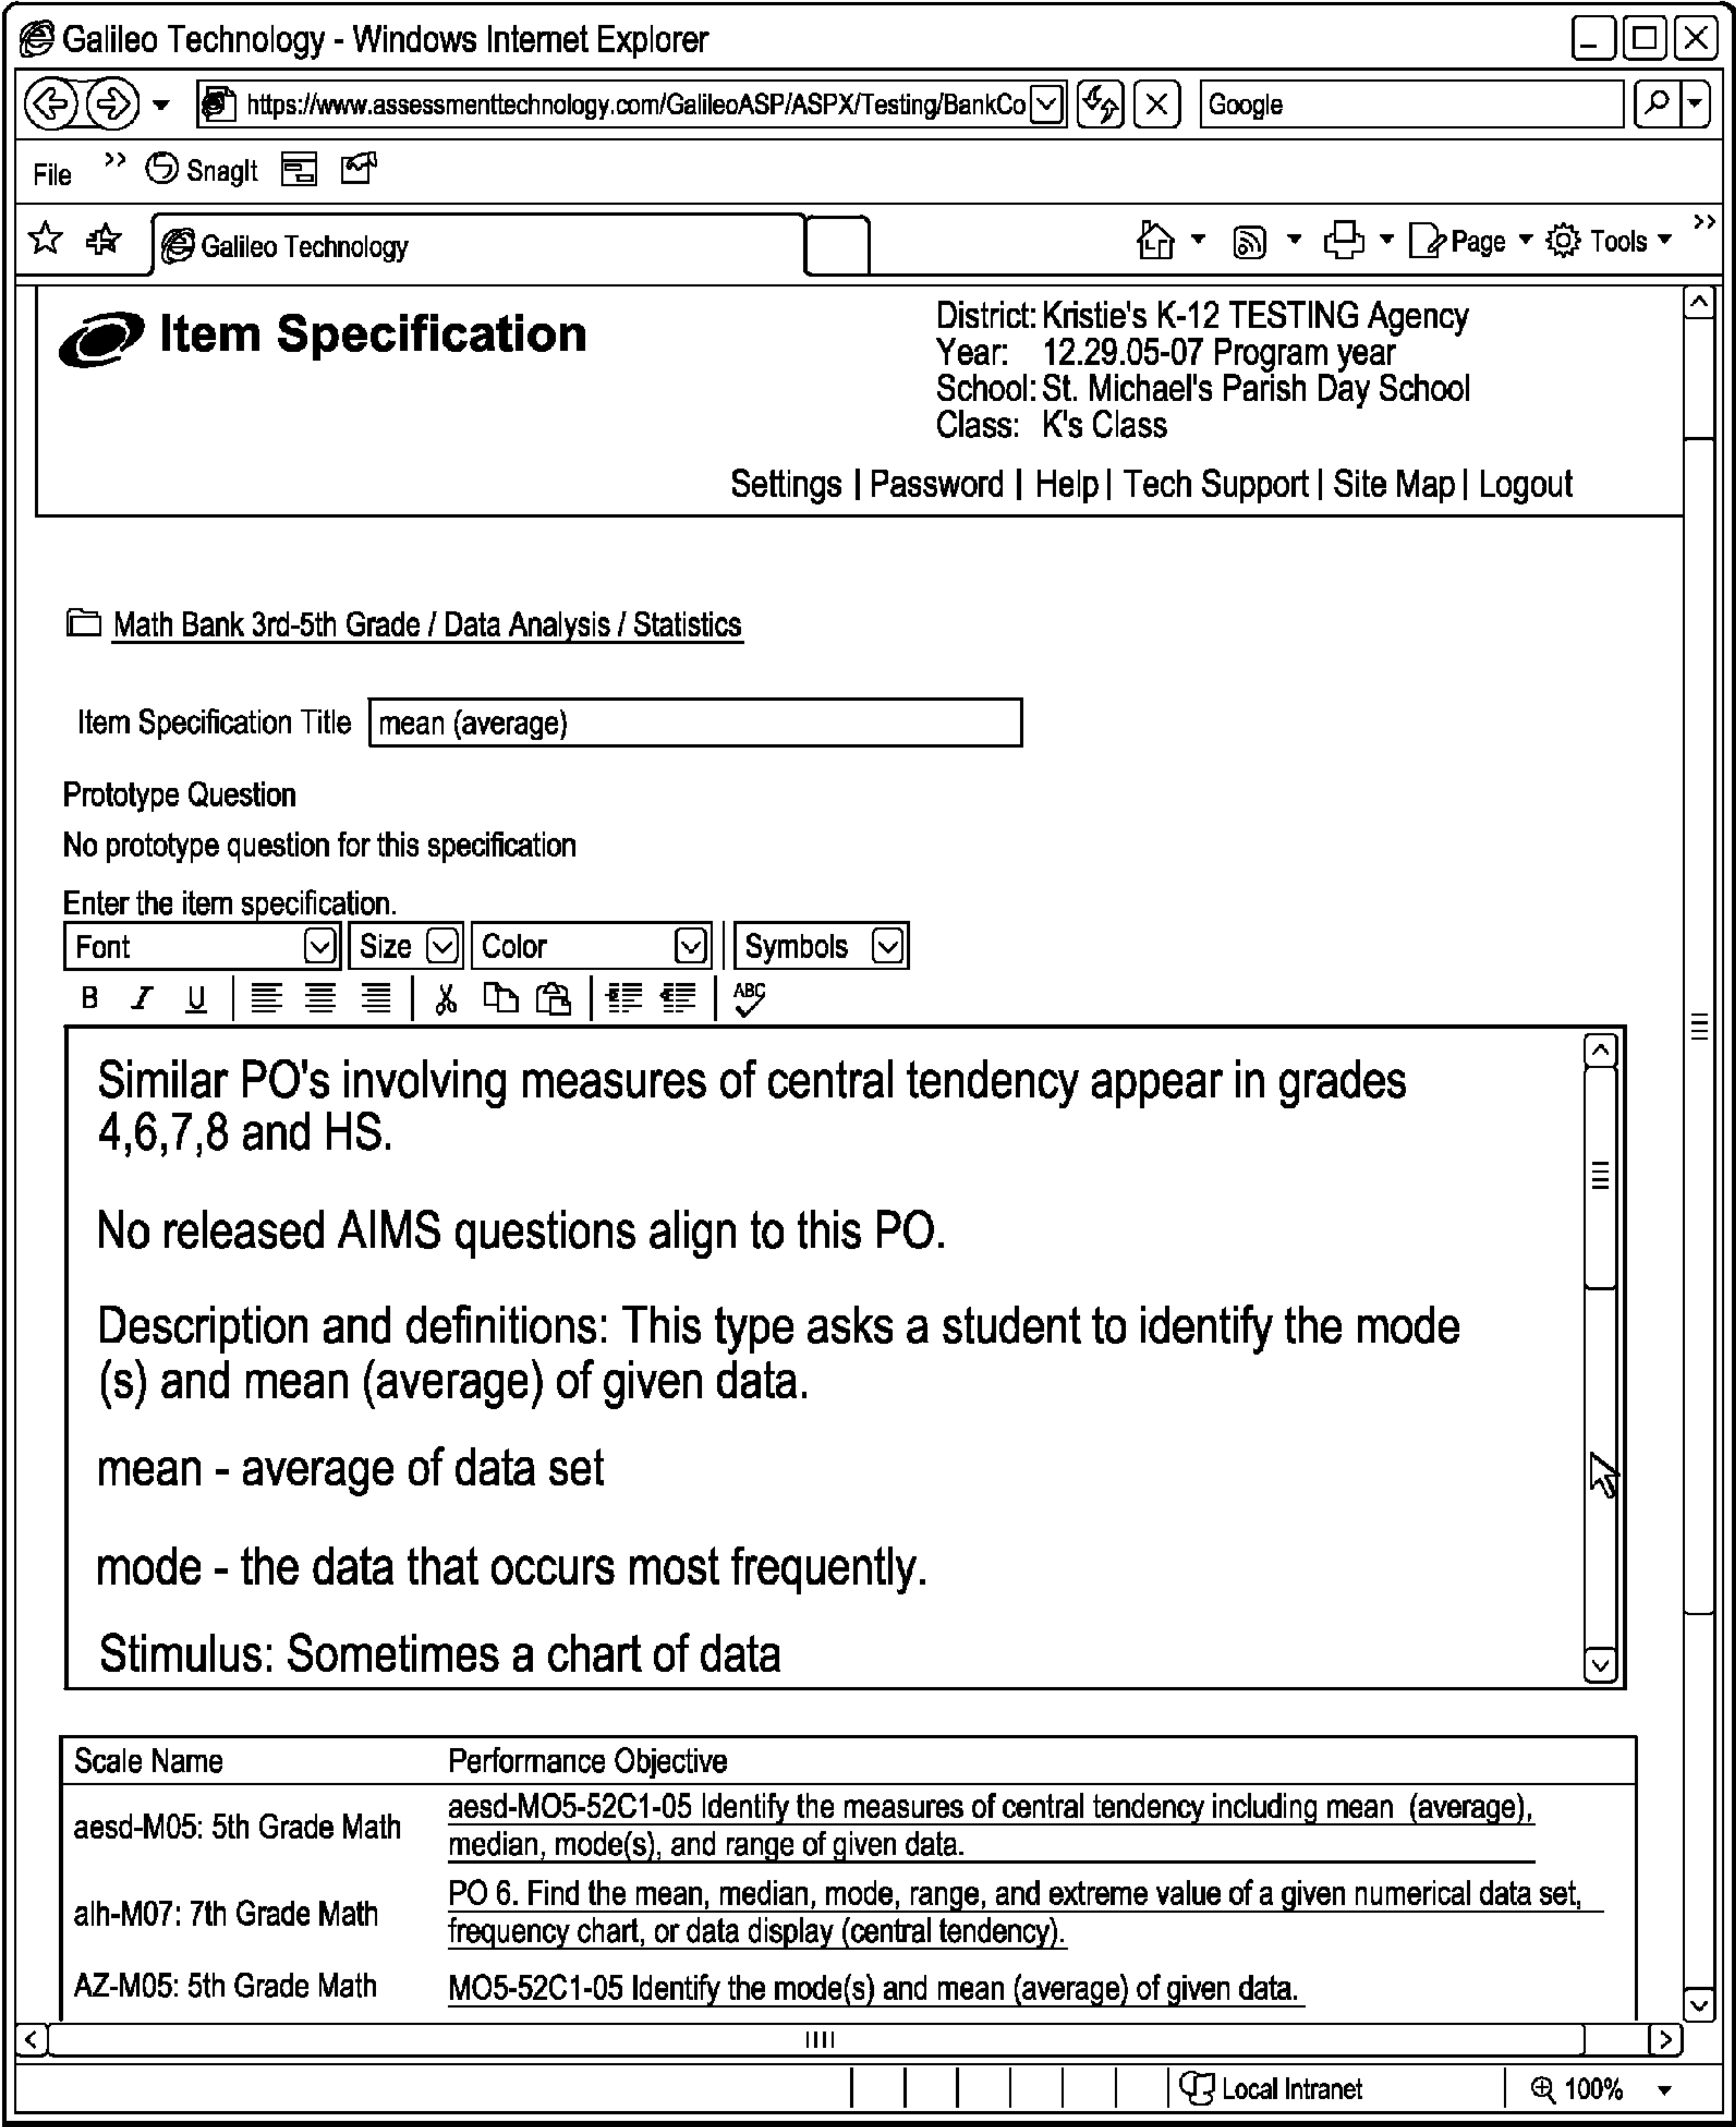 Galileo Technology - Windows Internet Explorer
https://www.assessmenttechnology.com/GalileoASP/ASPX/Testing/BankCo
Google
File >> SnagIt
Galileo Technology
Page Tools >>
Item Specification
District: Kristie's K-12 TESTING Agency
Year: 12.29.05-07 Program year
School: St. Michael's Parish Day School
Class: K's Class
Settings | Password | Help | Tech Support | Site Map | Logout
Math Bank 3rd-5th Grade / Data Analysis / Statistics
Item Specification Title mean (average)
Prototype Question
No prototype question for this specification
Enter the item specification.
Font Size Color Symbols
B I U ABC
Similar PO's involving measures of central tendency appear in grades
4,6,7,8 and HS.
No released AIMS questions align to this PO.
Description and definitions: This type asks a student to identify the mode
(s) and mean (average) of given data.
mean - average of data set
mode - the data that occurs most frequently.
Stimulus: Sometimes a chart of data
Scale Name Performance Objective
aesd-M05: 5th Grade Math aesd-MO5-52C1-05 Identify the measures of central tendency including mean (average),
median, mode(s), and range of given data.
alh-M07: 7th Grade Math PO 6. Find the mean, median, mode, range, and extreme value of a given numerical data set,
frequency chart, or data display (central tendency).
AZ-M05: 5th Grade Math MO5-52C1-05 Identify the mode(s) and mean (average) of given data.
Local Intranet 100%